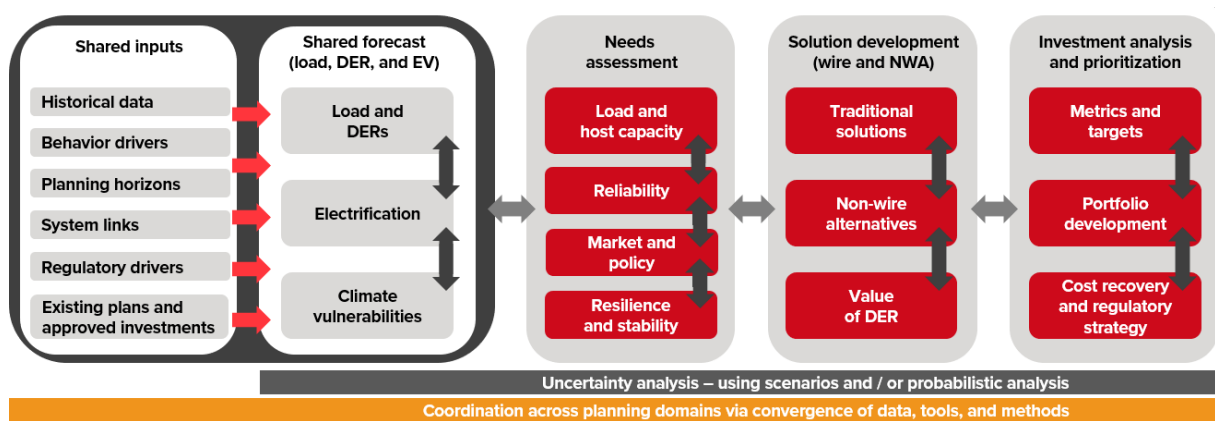 Shared inputs
Historical data
Behavior drivers
Planning horizons
System links
Regulatory drivers
Existing plans and
approved investments
Shared forecast
(load, DER, and EV)
Load and
DERs
Electrification
Climate
vulnerabilities
Needs
assessment
Load and
host capacity
Reliability
Market and
policy
Resilience
and stability
Solution development
(wire and NWA)
Traditional
solutions
Non-wire
alternatives
Value
of DER
Investment analysis
and prioritization
Metrics and
targets
Portfolio
development
Cost recovery
and regulatory
strategy
Uncertainty analysis – using scenarios and / or probabilistic analysis
Coordination across planning domains via convergence of data, tools, and methods